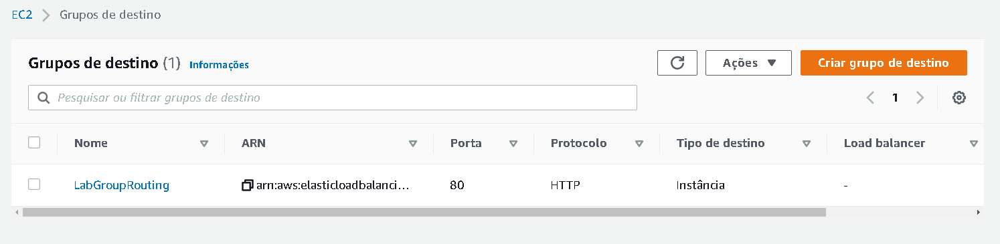 EC2 > Grupos de destino
Grupos de destino (1) Informações
Ações ▼ Criar grupo de destino
Pesquisar ou filtrar grupos de destino
< 1 >
Nome ARN Porta Protocolo Tipo de destino Load balancer
LabGroupRouting arn:aws:elasticloadbalanci... 80 HTTP Instância -